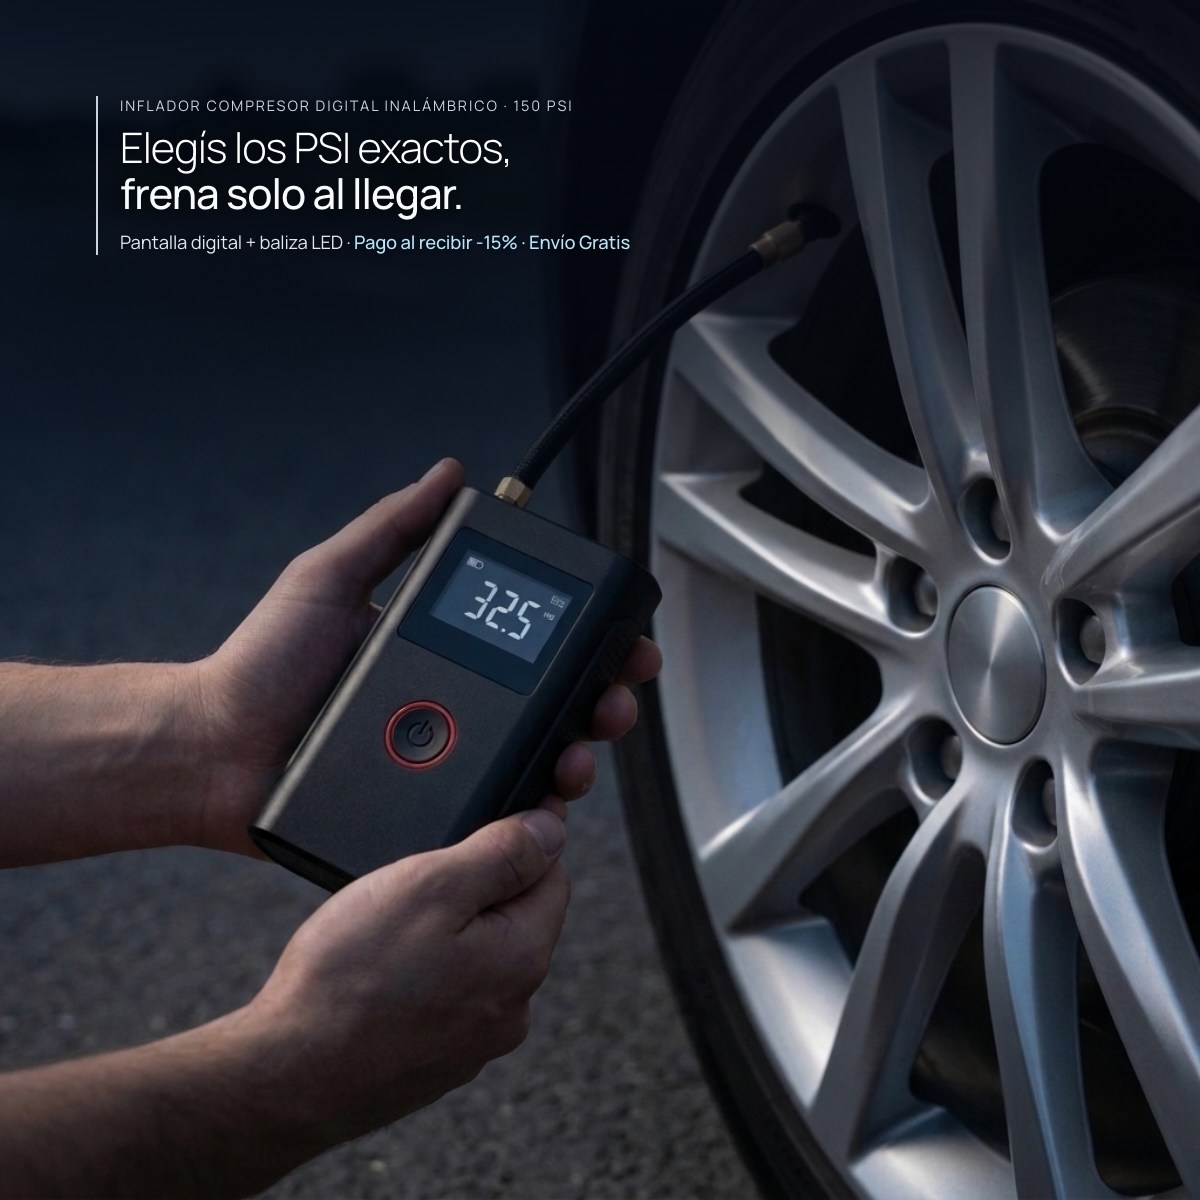 INFLADOR COMPRESOR DIGITAL INALÁMBRICO · 150 PSI
Elegís los PSI exactos,
frena solo al llegar.
Pantalla digital + baliza LED · Pago al recibir -15% · Envío Gratis
32.5